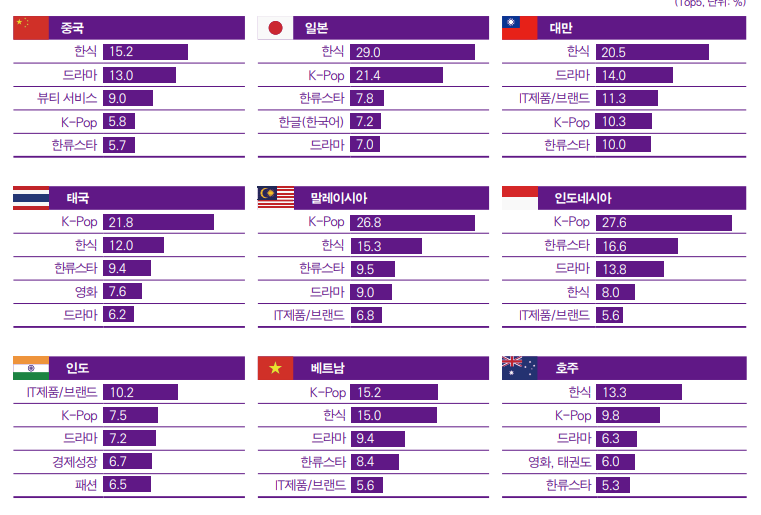 (Top5, 단위: %)
중국
한식 15.2
드라마 13.0
뷰티 서비스 9.0
K-Pop 5.8
한류스타 5.7
일본
한식 29.0
K-Pop 21.4
한류스타 7.8
한글(한국어) 7.2
드라마 7.0
대만
한식 20.5
드라마 14.0
IT제품/브랜드 11.3
K-Pop 10.3
한류스타 10.0
태국
K-Pop 21.8
한식 12.0
한류스타 9.4
영화 7.6
드라마 6.2
말레이시아
K-Pop 26.8
한식 15.3
한류스타 9.5
드라마 9.0
IT제품/브랜드 6.8
인도네시아
K-Pop 27.6
한류스타 16.6
드라마 13.8
한식 8.0
IT제품/브랜드 5.6
인도
IT제품/브랜드 10.2
K-Pop 7.5
드라마 7.2
경제성장 6.7
패션 6.5
베트남
K-Pop 15.2
한식 15.0
드라마 9.4
한류스타 8.4
IT제품/브랜드 5.6
호주
한식 13.3
K-Pop 9.8
드라마 6.3
영화, 태권도 6.0
한류스타 5.3